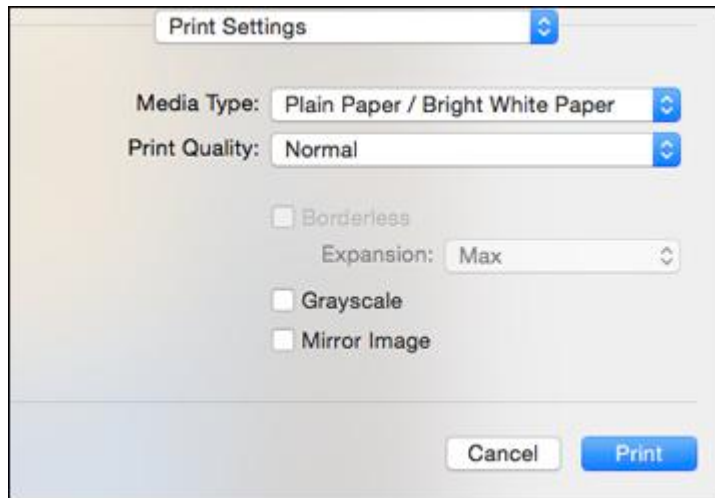 Print Settings
Media Type: Plain Paper / Bright White Paper
Print Quality: Normal
Borderless
Expansion: Max
Grayscale
Mirror Image
Cancel Print